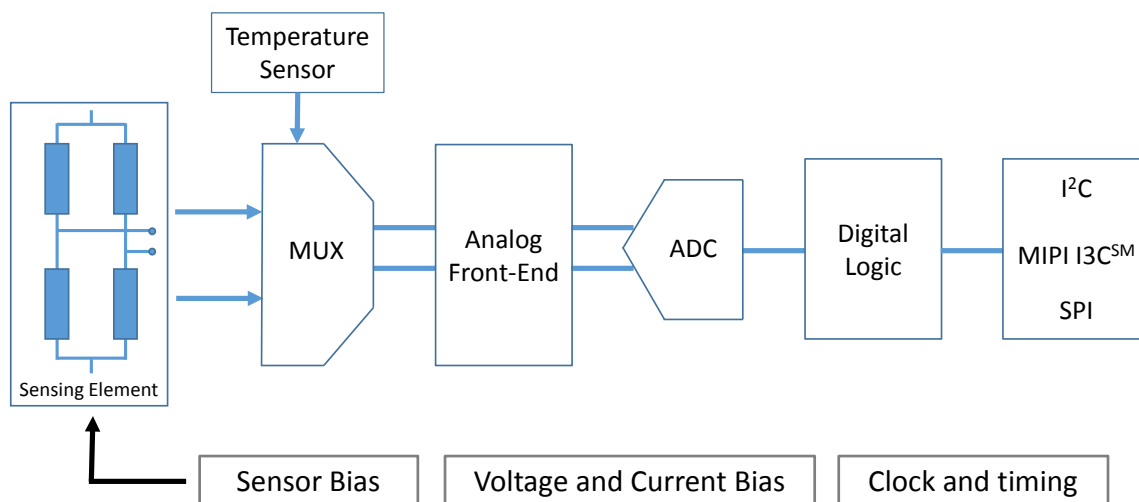 Temperature
Sensor
Sensing Element
MUX
Analog
Front-End
ADC
Digital
Logic
I²C
MIPI I3C℠
SPI
Sensor Bias
Voltage and Current Bias
Clock and timing